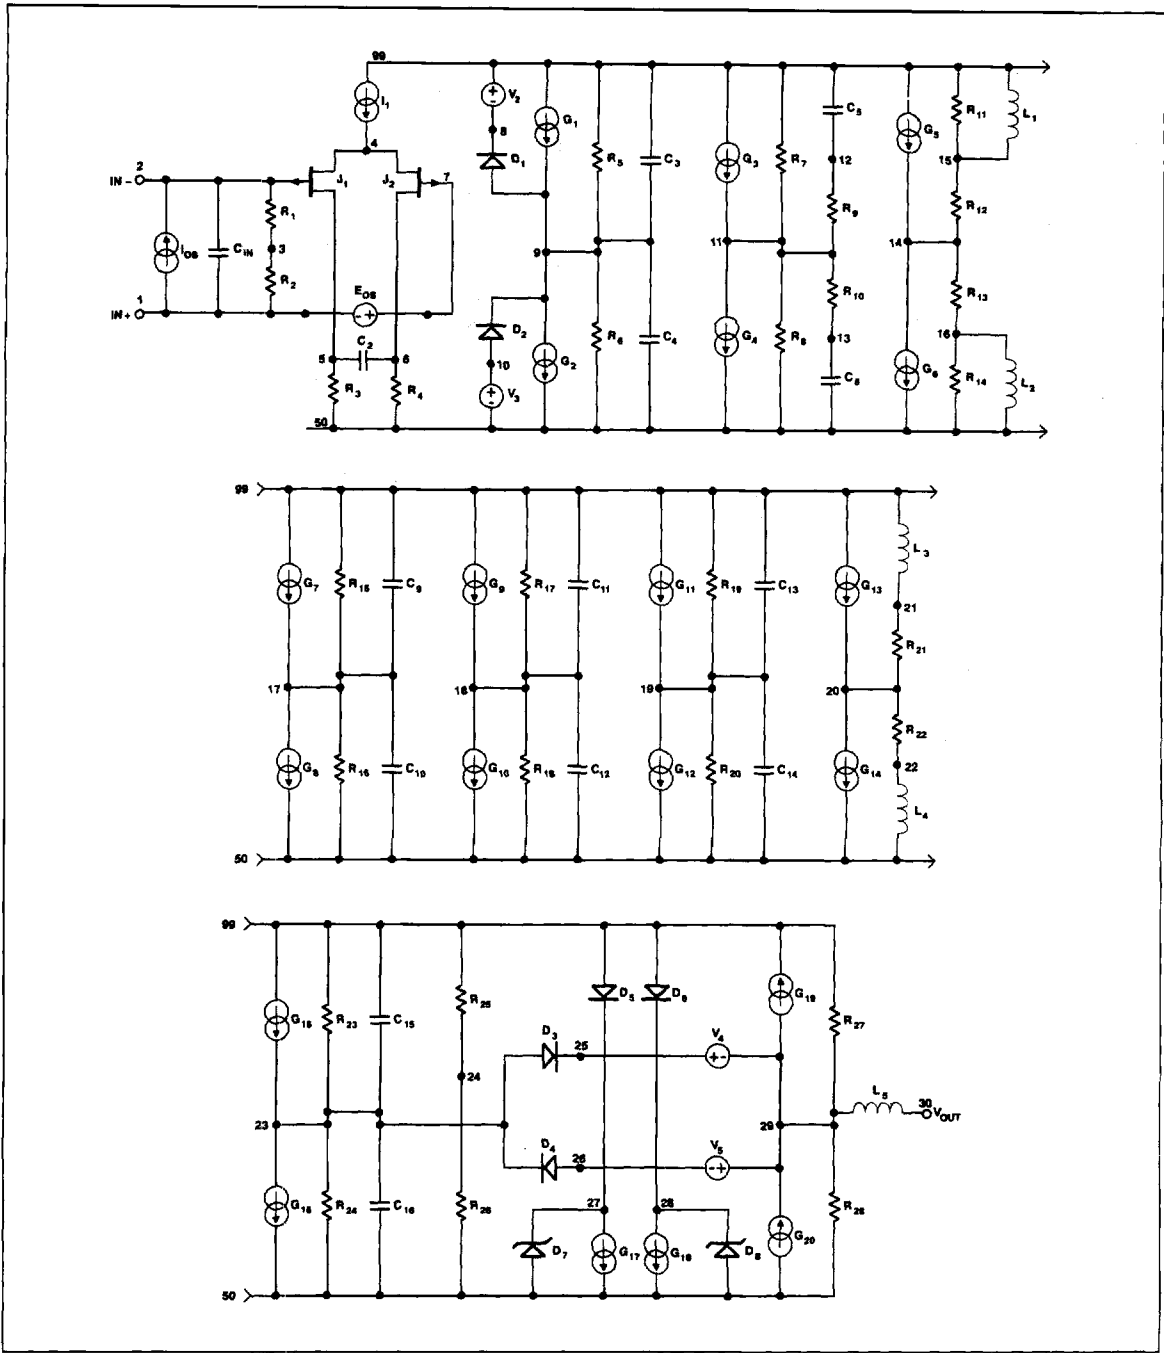 99
I1
V2
8
D1
G1
R5
C3
G3
R7
C5
12
R9
G5
R11
L1
15
R12
4
2
IN −
J1
J2
7
R1
3
R2
IOS
CIN
EOS
1
IN +
9
11
14
R10
R13
D2
10
V3
G2
R6
C4
G4
R8
13
C6
G6
16
R14
L2
5
C2
6
R3
R4
50
99
G7
R15
C9
G9
R17
C11
G11
R19
C13
G13
L3
21
R21
17
18
19
20
R22
22
G8
R16
C10
G10
R18
C12
G12
R20
C14
G14
L4
50
99
G15
R23
C15
R25
D5
D6
G19
R27
D3
25
V4
24
L5
30
VOUT
23
29
D4
26
V5
G16
R24
C16
R26
27
28
D7
G17
G18
D8
G20
R28
50